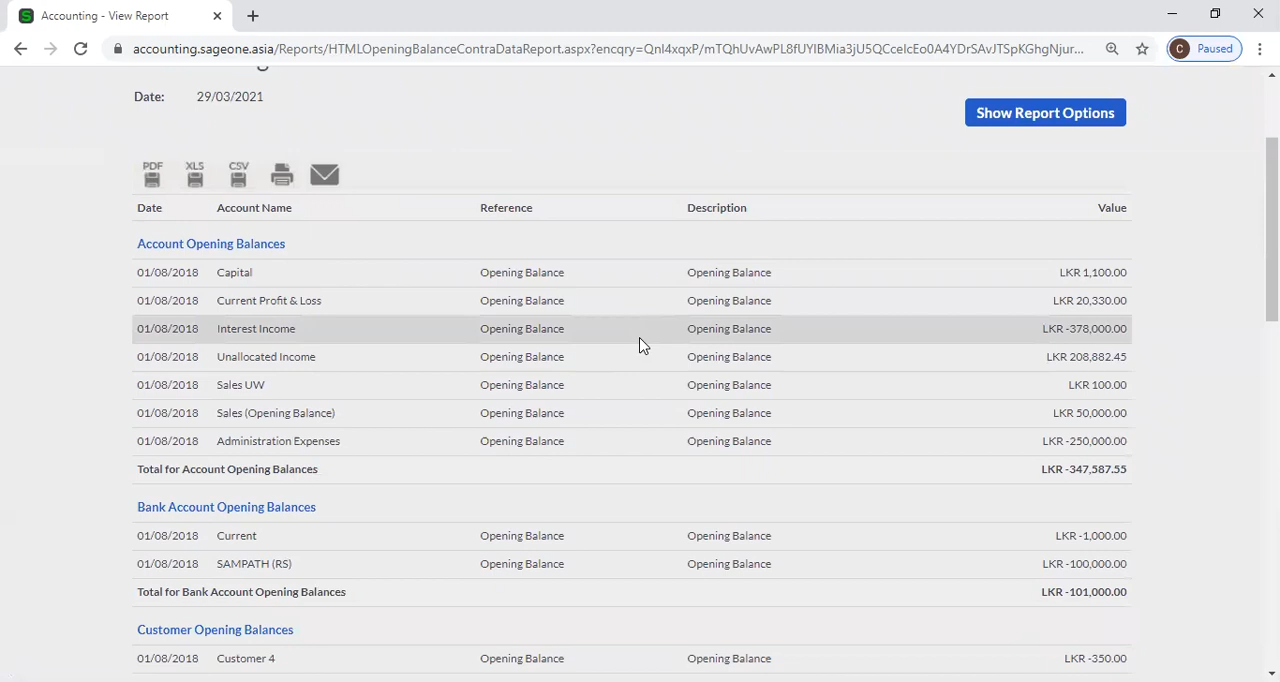 Accounting - View Report
accounting.sageone.asia/Reports/HTMLOpeningBalanceContraDataReport.aspx?encqry=QnI4xqxP/mTQhUvAwPL8fUYIBMia3jU5QCcelcEo0A4YDrSAvJTSpKGhgNjur...
C Paused
Date: 29/03/2021
Show Report Options
PDF XLS CSV
Date Account Name Reference Description Value
Account Opening Balances
01/08/2018 Capital Opening Balance Opening Balance LKR 1,100.00
01/08/2018 Current Profit & Loss Opening Balance Opening Balance LKR 20,330.00
01/08/2018 Interest Income Opening Balance Opening Balance LKR -378,000.00
01/08/2018 Unallocated Income Opening Balance Opening Balance LKR 208,882.45
01/08/2018 Sales UW Opening Balance Opening Balance LKR 100.00
01/08/2018 Sales (Opening Balance) Opening Balance Opening Balance LKR 50,000.00
01/08/2018 Administration Expenses Opening Balance Opening Balance LKR -250,000.00
Total for Account Opening Balances LKR -347,587.55
Bank Account Opening Balances
01/08/2018 Current Opening Balance Opening Balance LKR -1,000.00
01/08/2018 SAMPATH (RS) Opening Balance Opening Balance LKR -100,000.00
Total for Bank Account Opening Balances LKR -101,000.00
Customer Opening Balances
01/08/2018 Customer 4 Opening Balance Opening Balance LKR -350.00